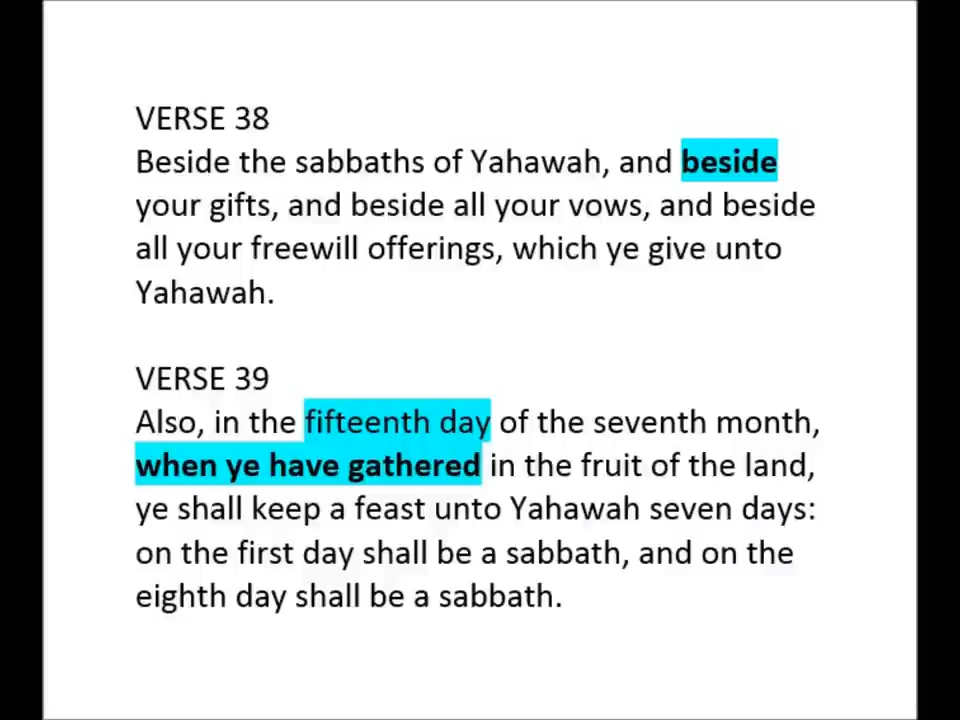 VERSE 38
Beside the sabbaths of Yahawah, and beside
your gifts, and beside all your vows, and beside
all your freewill offerings, which ye give unto
Yahawah.
VERSE 39
Also, in the fifteenth day of the seventh month,
when ye have gathered in the fruit of the land,
ye shall keep a feast unto Yahawah seven days:
on the first day shall be a sabbath, and on the
eighth day shall be a sabbath.